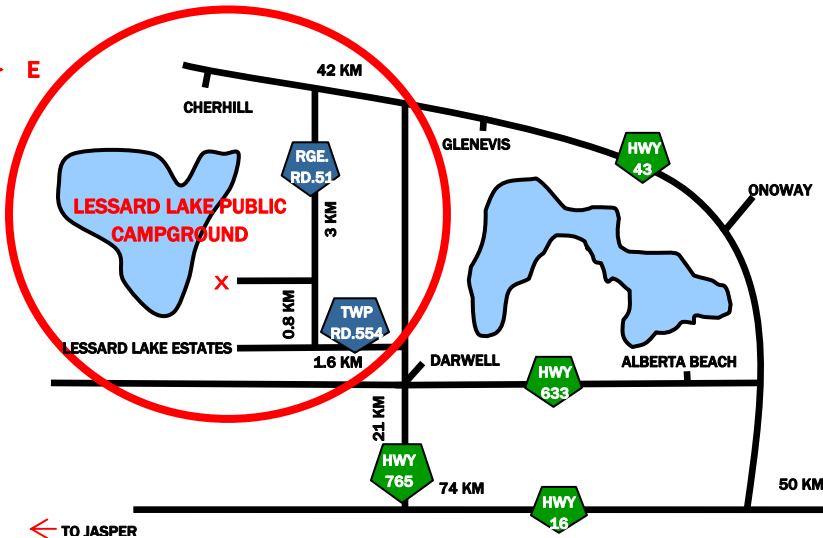 42 KM
E
CHERHILL
GLENEVIS
HWY
43
RGE.
RD.51
ONOWAY
LESSARD LAKE PUBLIC
CAMPGROUND
3 KM
X
0.8 KM
TWP
RD.554
LESSARD LAKE ESTATES
1.6 KM
DARWELL
ALBERTA BEACH
HWY
633
21 KM
HWY
765
74 KM
50 KM
HWY
16
TO JASPER